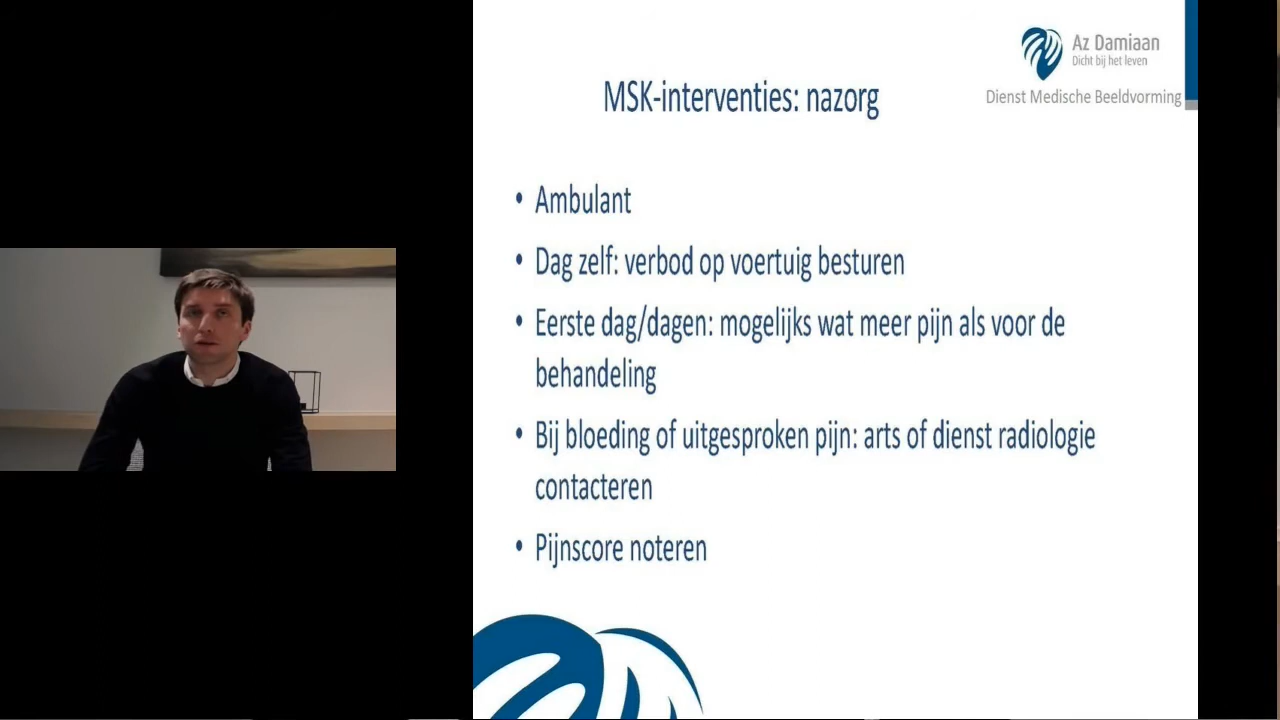 Az Damiaan
Dicht bij het leven
Dienst Medische Beeldvorming
MSK-interventies: nazorg
• Ambulant
• Dag zelf: verbod op voertuig besturen
• Eerste dag/dagen: mogelijks wat meer pijn als voor de
behandeling
• Bij bloeding of uitgesproken pijn: arts of dienst radiologie
contacteren
• Pijnscore noteren